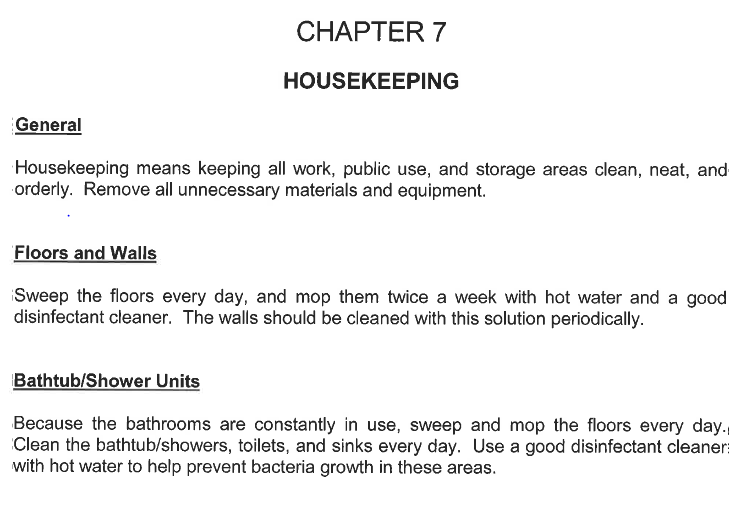 CHAPTER 7
HOUSEKEEPING
General
Housekeeping means keeping all work, public use, and storage areas clean, neat, and
orderly. Remove all unnecessary materials and equipment.
Floors and Walls
Sweep the floors every day, and mop them twice a week with hot water and a good
disinfectant cleaner. The walls should be cleaned with this solution periodically.
Bathtub/Shower Units
Because the bathrooms are constantly in use, sweep and mop the floors every day.
Clean the bathtub/showers, toilets, and sinks every day. Use a good disinfectant cleaner
with hot water to help prevent bacteria growth in these areas.